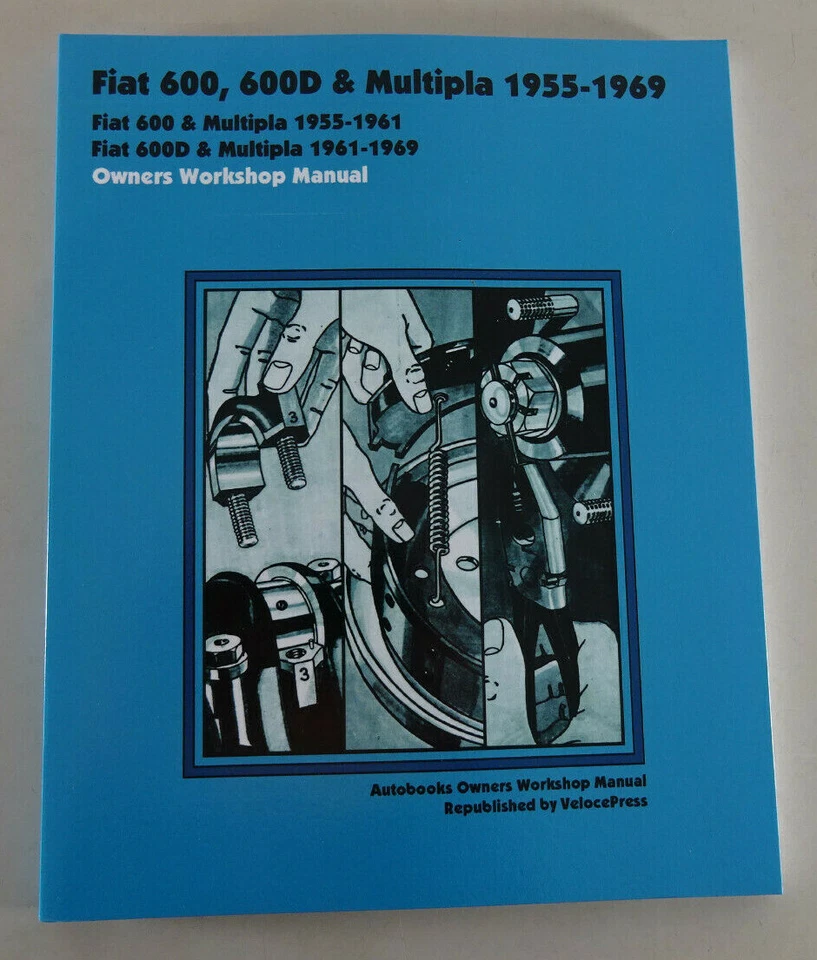 Fiat 600, 600D & Multipla 1955-1969
Fiat 600 & Multipla 1955-1961
Fiat 600D & Multipla 1961-1969
Owners Workshop Manual
3
3
Autobooks Owners Workshop Manual
Republished by VelocePress